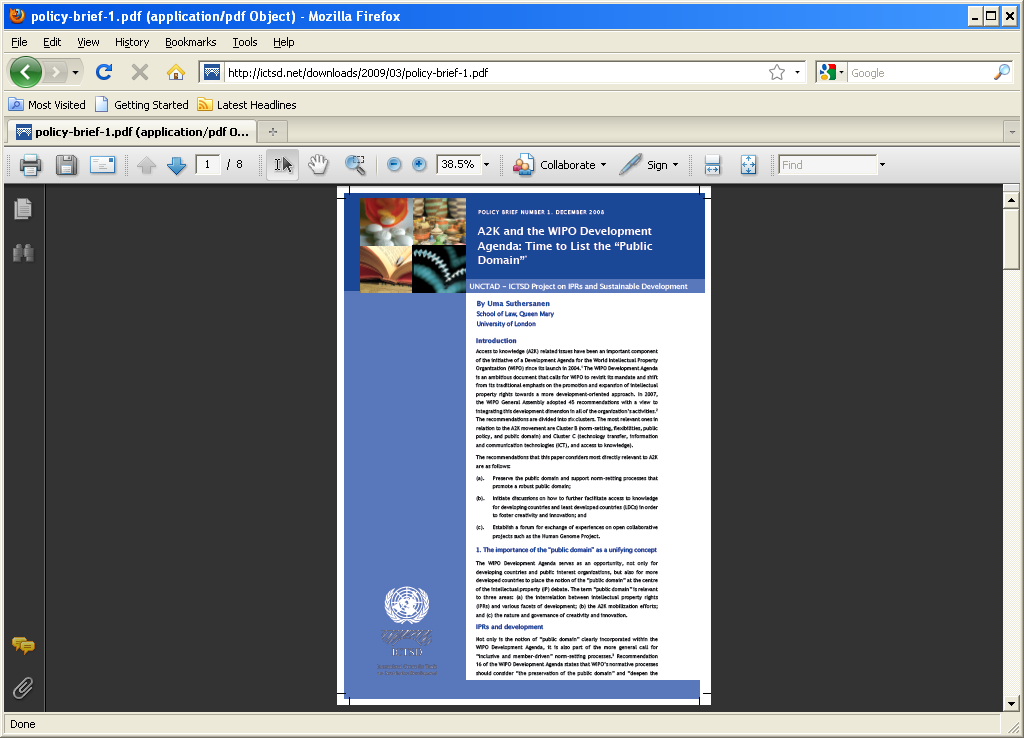 policy-brief-1.pdf (application/pdf Object) - Mozilla Firefox
File Edit View History Bookmarks Tools Help
http://ictsd.net/downloads/2009/03/policy-brief-1.pdf
Google
Most Visited Getting Started Latest Headlines
policy-brief-1.pdf (application/pdf O...
1 / 8 38.5% Collaborate Sign Find
POLICY BRIEF NUMBER 1. DECEMBER 2008
A2K and the WIPO Development
Agenda: Time to List the “Public
Domain”*
UNCTAD - ICTSD Project on IPRs and Sustainable Development
By Uma Suthersanen
School of Law, Queen Mary
University of London
Introduction
Access to knowledge (A2K) related issues have been an important component
of the initiative of a Development Agenda for the World Intellectual Property
Organization (WIPO) since its launch in 2004.¹ The WIPO Development Agenda
is an ambitious document that calls for WIPO to revisit its mandate and shift
from its traditional emphasis on the promotion and expansion of intellectual
property rights towards a more development-oriented approach. In 2007,
the WIPO General Assembly adopted 45 recommendations with a view to
integrating this development dimension in all of the organization's activities.²
The recommendations are divided into six clusters. The most relevant ones in
relation to the A2K movement are Cluster B (norm-setting, flexibilities, public
policy, and public domain) and Cluster C (technology transfer, information
and communication technologies (ICT), and access to knowledge).
The recommendations that this paper considers most directly relevant to A2K
are as follows:
(a). Preserve the public domain and support norm-setting processes that
promote a robust public domain;
(b). Initiate discussions on how to further facilitate access to knowledge
for developing countries and least developed countries (LDCs) in order
to foster creativity and innovation; and
(c). Establish a forum for exchange of experiences on open collaborative
projects such as the Human Genome Project.
1. The importance of the "public domain" as a unifying concept
The WIPO Development Agenda serves as an opportunity, not only for
developing countries and public interest organizations, but also for more
developed countries to place the notion of the "public domain" at the centre
of the intellectual property (IP) debate. The term "public domain" is relevant
to three areas: (a) the interrelation between intellectual property rights
(IPRs) and various facets of development; (b) the A2K mobilization efforts;
and (c) the nature and governance of creativity and innovation.
IPRs and development
Not only is the notion of "public domain" clearly incorporated within the
WIPO Development Agenda, it is also part of the more general call for
"inclusive and member-driven" norm-setting processes.³ Recommendation
16 of the WIPO Development Agenda states that WIPO's normative processes
should consider "the preservation of the public domain" and "deepen the
ICTSD
Done